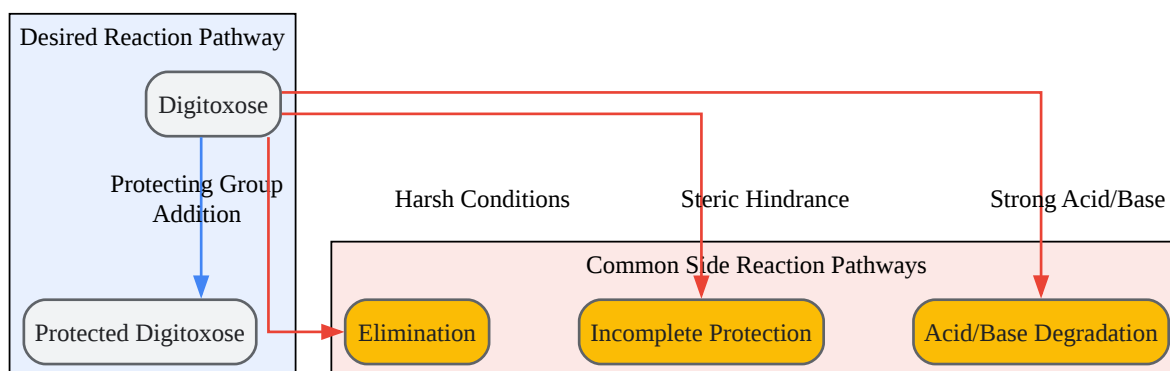 Desired Reaction Pathway
Digitoxose
Protecting Group
Addition
Harsh Conditions
Steric Hindrance
Strong Acid/Base
Common Side Reaction Pathways
Protected Digitoxose
Elimination
Incomplete Protection
Acid/Base Degradation